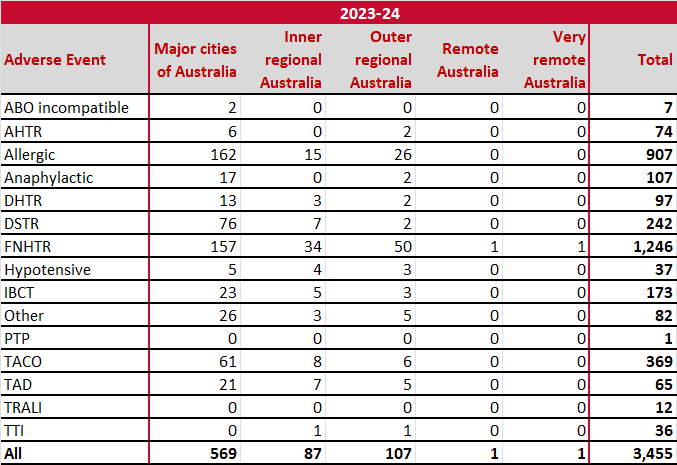 2023-24
Adverse Event Major cities of Australia Inner regional Australia Outer regional Australia Remote Australia Very remote Australia Total
ABO incompatible 2 0 0 0 0 7
AHTR 6 0 2 0 0 74
Allergic 162 15 26 0 0 907
Anaphylactic 17 0 2 0 0 107
DHTR 13 3 2 0 0 97
DSTR 76 7 2 0 0 242
FNHTR 157 34 50 1 1 1,246
Hypotensive 5 4 3 0 0 37
IBCT 23 5 3 0 0 173
Other 26 3 5 0 0 82
PTP 0 0 0 0 0 1
TACO 61 8 6 0 0 369
TAD 21 7 5 0 0 65
TRALI 0 0 0 0 0 12
TTI 0 1 1 0 0 36
All 569 87 107 1 1 3,455